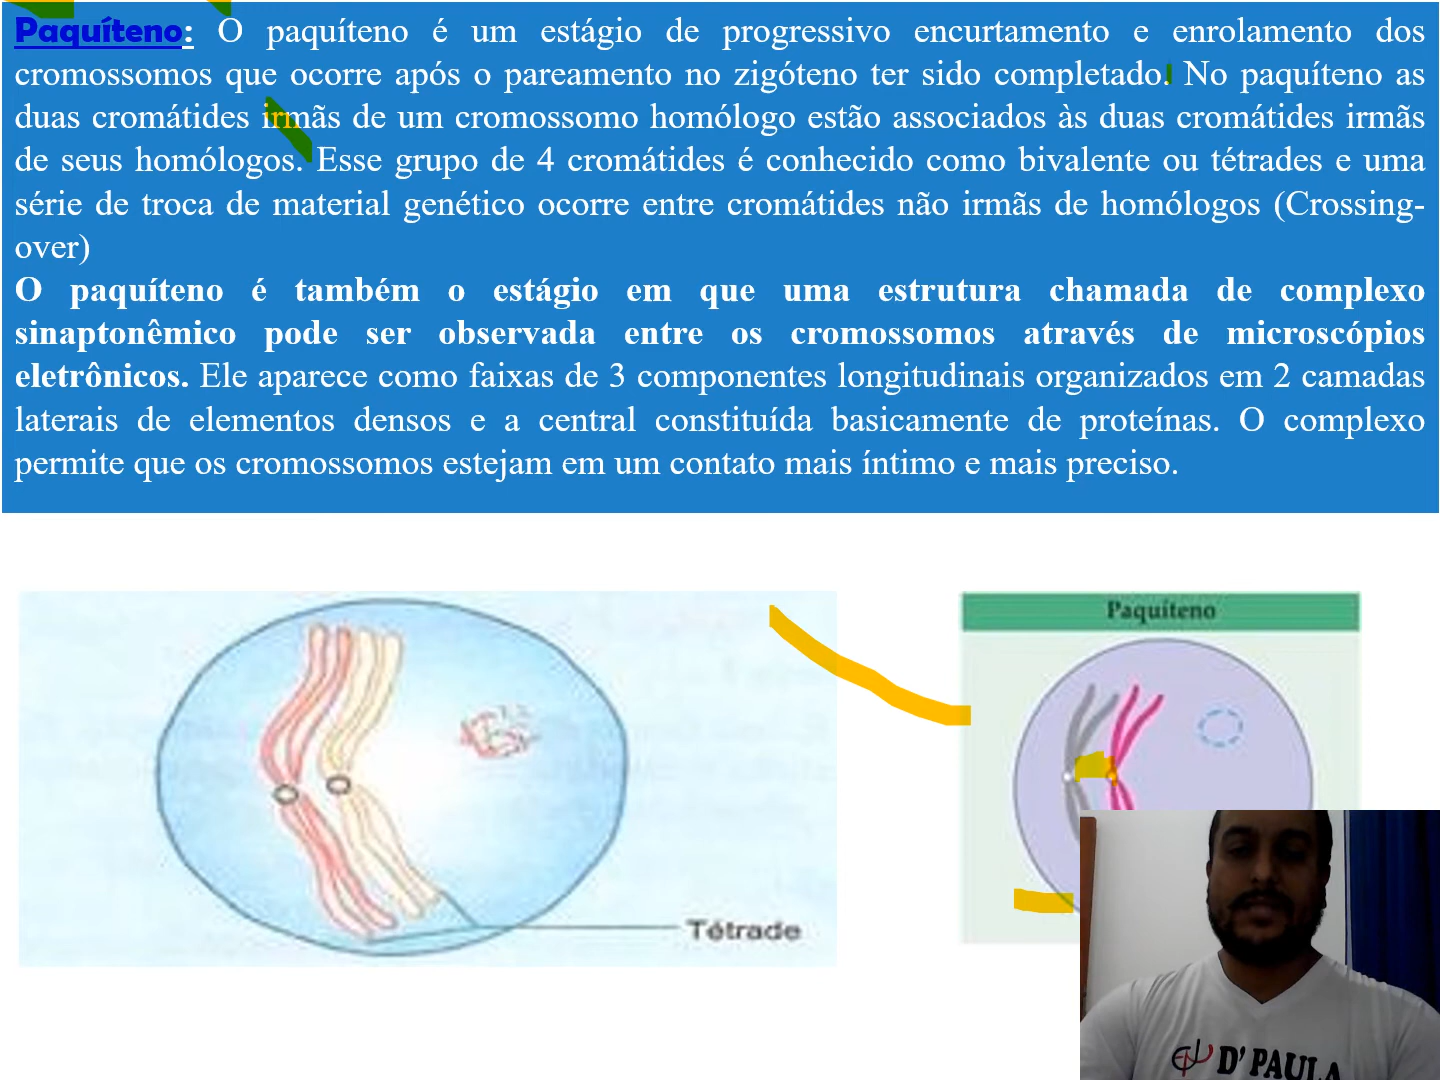 Paquíteno: O paquíteno é um estágio de progressivo encurtamento e enrolamento dos
cromossomos que ocorre após o pareamento no zigóteno ter sido completado. No paquíteno as
duas cromátides irmãs de um cromossomo homólogo estão associados às duas cromátides irmãs
de seus homólogos. Esse grupo de 4 cromátides é conhecido como bivalente ou tétrades e uma
série de troca de material genético ocorre entre cromátides não irmãs de homólogos (Crossing-
over)
O paquíteno é também o estágio em que uma estrutura chamada de complexo
sinaptonêmico pode ser observada entre os cromossomos através de microscópios
eletrônicos. Ele aparece como faixas de 3 componentes longitudinais organizados em 2 camadas
laterais de elementos densos e a central constituída basicamente de proteínas. O complexo
permite que os cromossomos estejam em um contato mais íntimo e mais preciso.
Paquíteno
Tétrade
D' PAULA